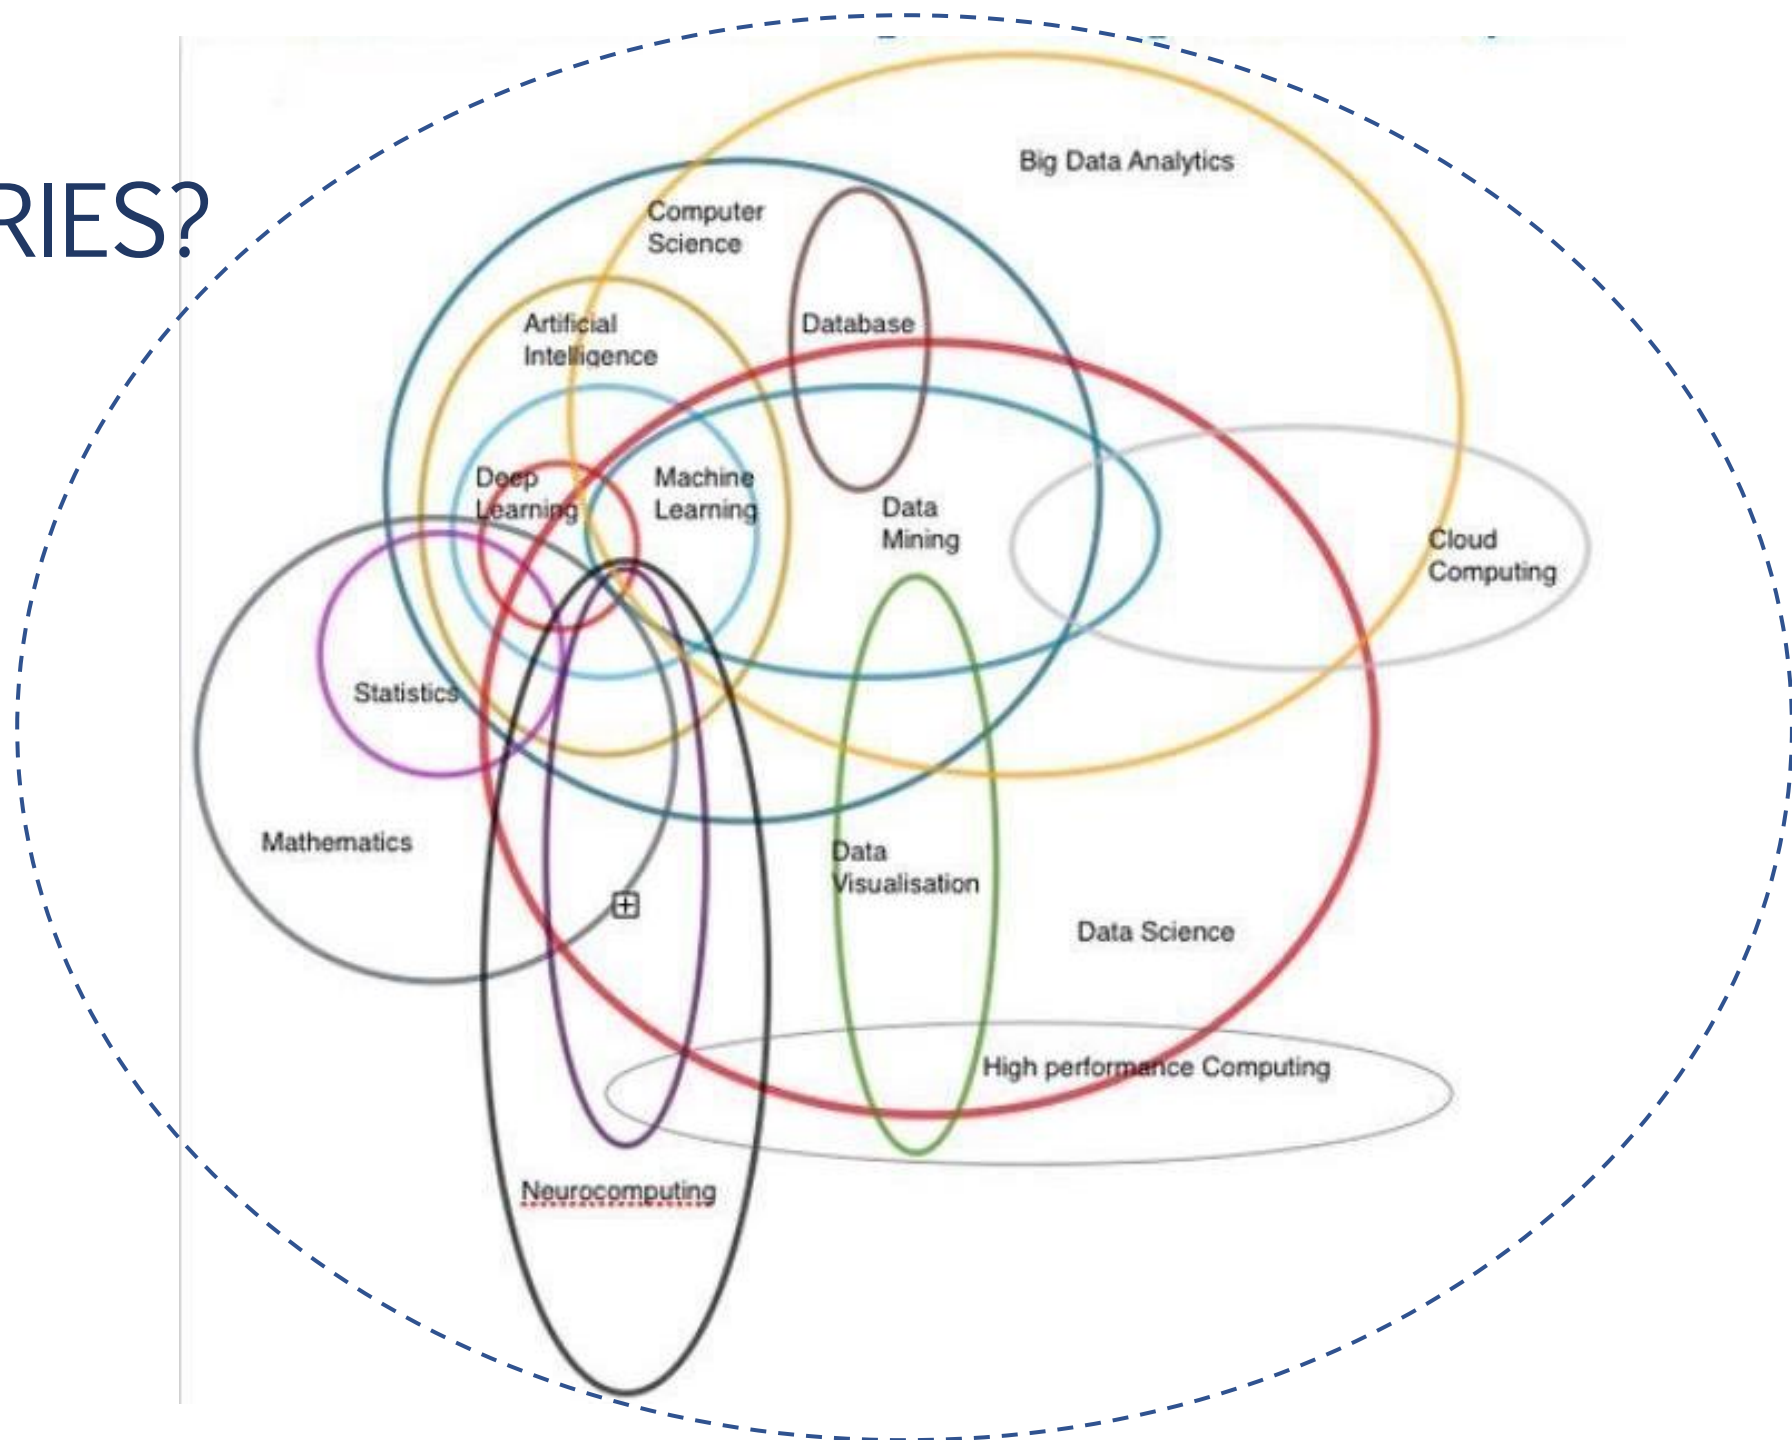 RIES?
Big Data Analytics
Computer
Science
Artificial
Intelligence
Database
Deep
Learning
Machine
Learning
Data
Mining
Cloud
Computing
Statistics
Mathematics
Data
Visualisation
Data Science
High performance Computing
Neurocomputing